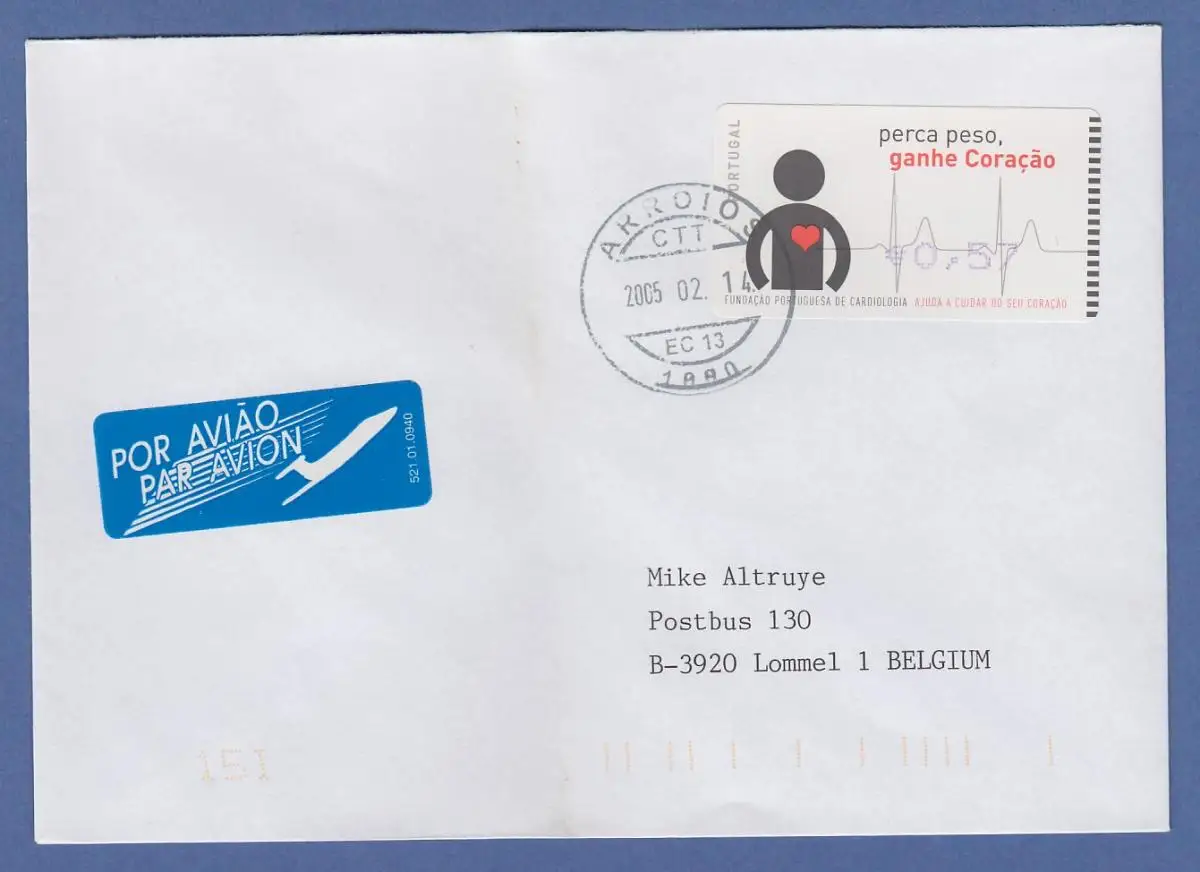 PORTUGAL
perca peso,
ganhe Coração
€0,57
FUNDAÇÃO PORTUGUESA DE CARDIOLOGIA AJUDA A CUIDAR DO SEU CORAÇÃO
ARROIOS
CTT
2005 02. 14.
EC 13
POR AVIÃO
PAR AVION
521.01.0940
Mike Altruye
Postbus 130
B-3920 Lommel 1 BELGIUM
151